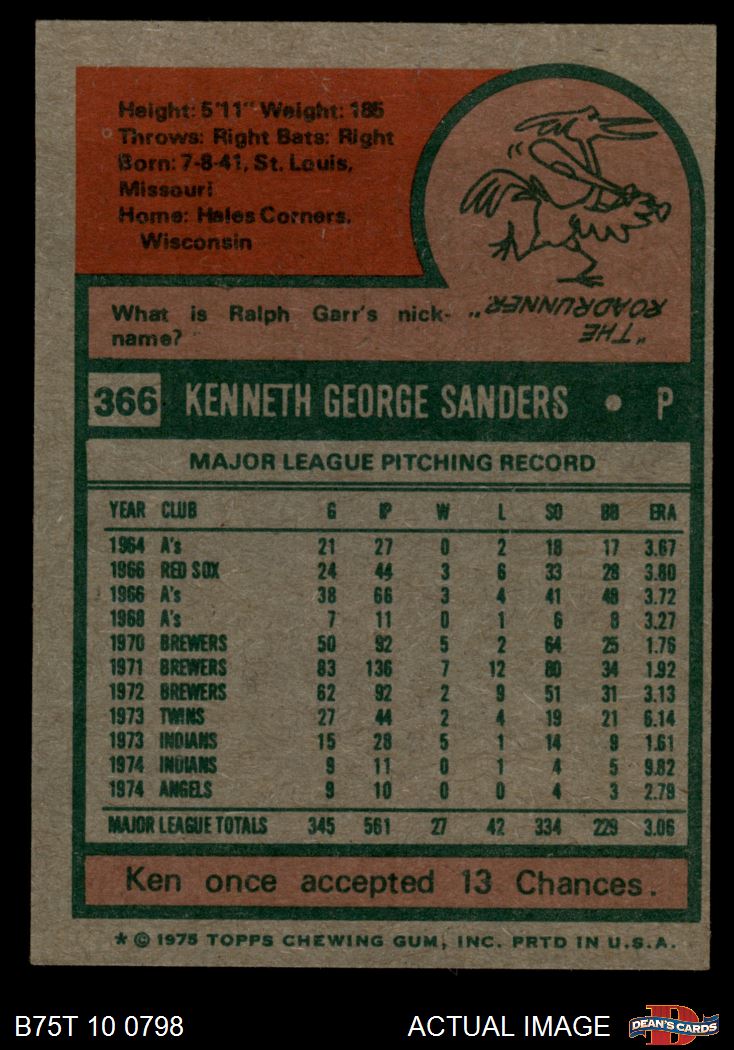 Height: 5'11" Weight: 185
Throws: Right Bats: Right
Born: 7-8-41, St. Louis,
Missouri
Home: Hales Corners,
Wisconsin
What is Ralph Garr's nick-
name?
"THE
ROADRUNNER."
366 KENNETH GEORGE SANDERS • P
MAJOR LEAGUE PITCHING RECORD
YEAR CLUB G IP W L SO BB ERA
1964 A's 21 27 0 2 18 17 3.67
1966 RED SOX 24 44 3 6 33 28 3.80
1966 A's 38 66 3 4 41 48 3.72
1968 A's 7 11 0 1 6 8 3.27
1970 BREWERS 50 92 5 2 64 25 1.76
1971 BREWERS 83 136 7 12 80 34 1.92
1972 BREWERS 62 92 2 9 51 31 3.13
1973 TWINS 27 44 2 4 19 21 6.14
1973 INDIANS 15 28 5 1 14 9 1.61
1974 INDIANS 9 11 0 1 4 5 9.82
1974 ANGELS 9 10 0 0 4 3 2.79
MAJOR LEAGUE TOTALS 345 561 27 42 334 229 3.06
Ken once accepted 13 Chances.
* © 1975 TOPPS CHEWING GUM, INC. PRTD IN U.S.A.
B75T 10 0798 ACTUAL IMAGE DEAN'S CARDS